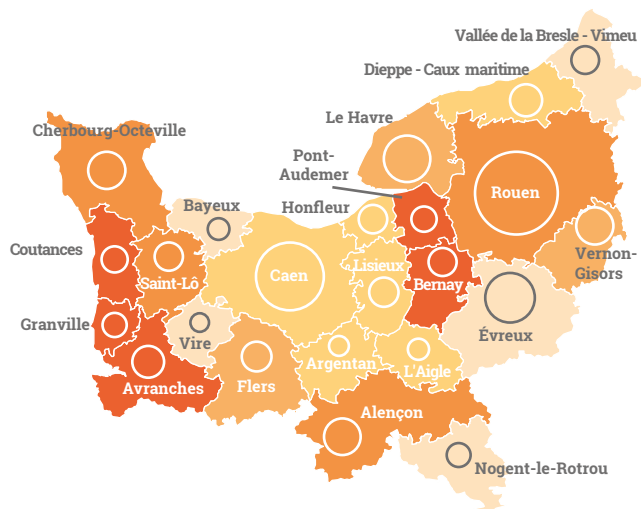 Vallée de la Bresle - Vimeu
Dieppe - Caux maritime
Le Havre
Cherbourg-Octeville
Pont-
Audemer
Rouen
Bayeux
Honfleur
Coutances
Vernon-
Gisors
Saint-Lô
Caen
Lisieux
Bernay
Granville
Vire
Évreux
Argentan
L'Aigle
Avranches
Flers
Alençon
Nogent-le-Rotrou